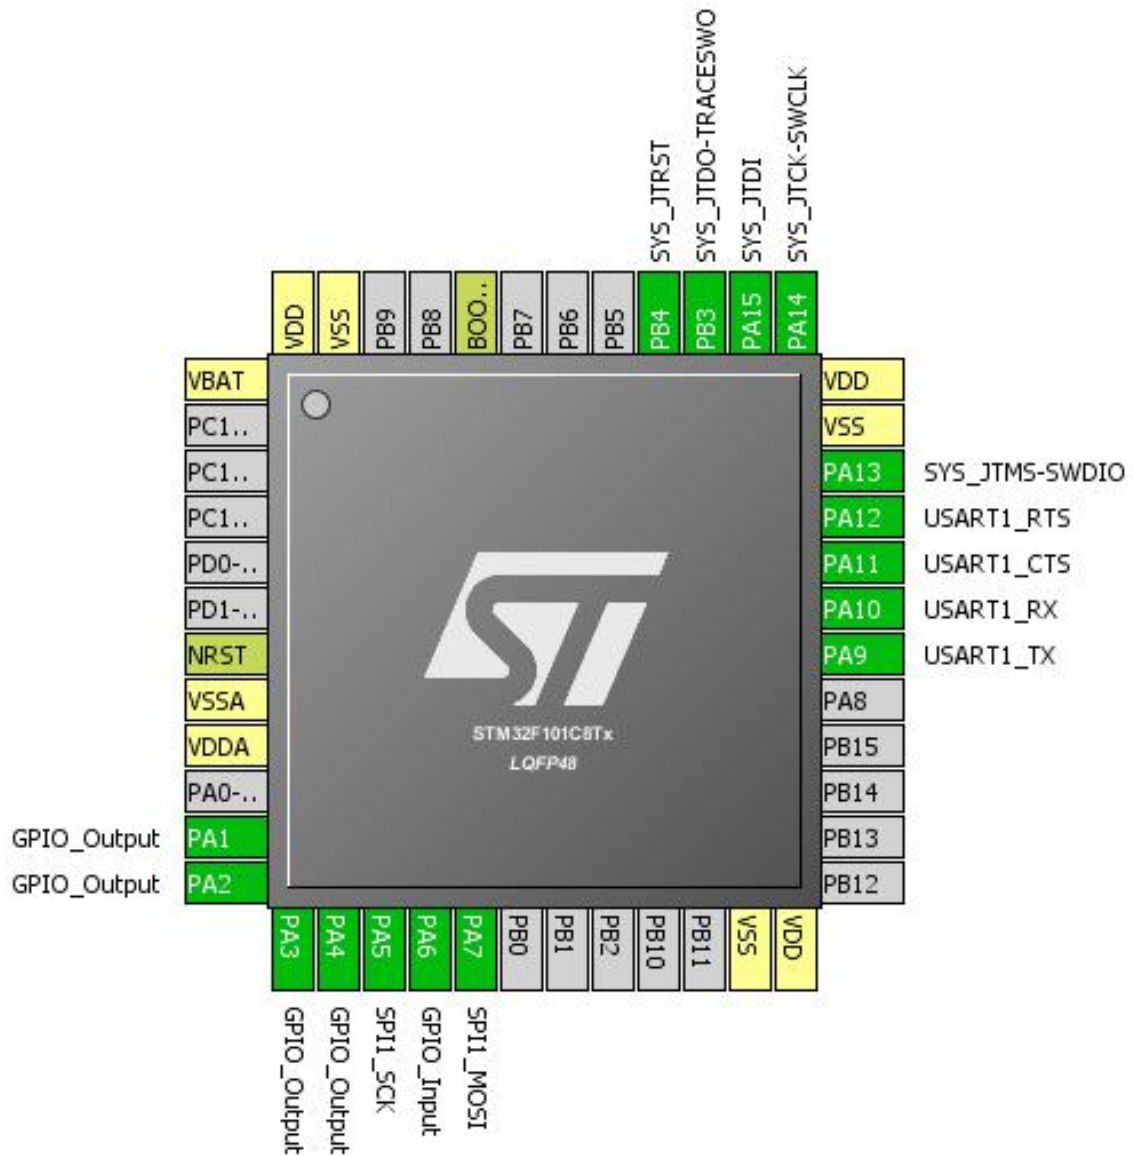 SYS_JTRST
SYS_JTDO-TRACESWO
SYS_JTDI
SYS_JTCK-SWCLK
VDD
VSS
PB9
PB8
BOO..
PB7
PB6
PB5
PB4
PB3
PA15
PA14
VBAT
PC1..
PC1..
PC1..
PD0-..
PD1-..
NRST
VSSA
VDDA
PA0-..
GPIO_Output PA1
GPIO_Output PA2
VDD
VSS
PA13 SYS_JTMS-SWDIO
PA12 USART1_RTS
PA11 USART1_CTS
PA10 USART1_RX
PA9 USART1_TX
PA8
PB15
PB14
PB13
PB12
ST
STM32F101C8Tx
LQFP48
PA3
PA4
PA5
PA6
PA7
PB0
PB1
PB2
PB10
PB11
VSS
VDD
GPIO_Output
GPIO_Output
SPI1_SCK
GPIO_Input
SPI1_MOSI